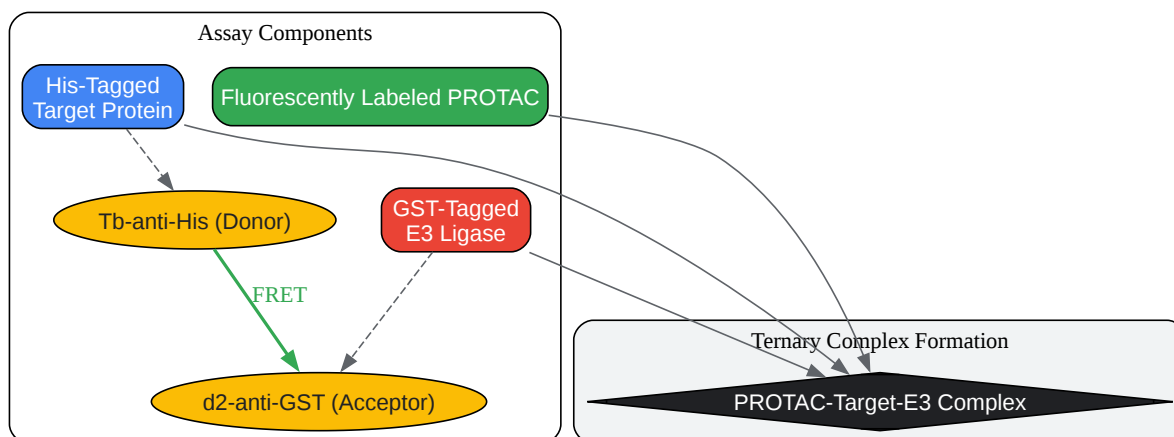 Assay Components
His-Tagged
Target Protein
Fluorescently Labeled PROTAC
Tb-anti-His (Donor)
GST-Tagged
E3 Ligase
FRET
d2-anti-GST (Acceptor)
Ternary Complex Formation
PROTAC-Target-E3 Complex